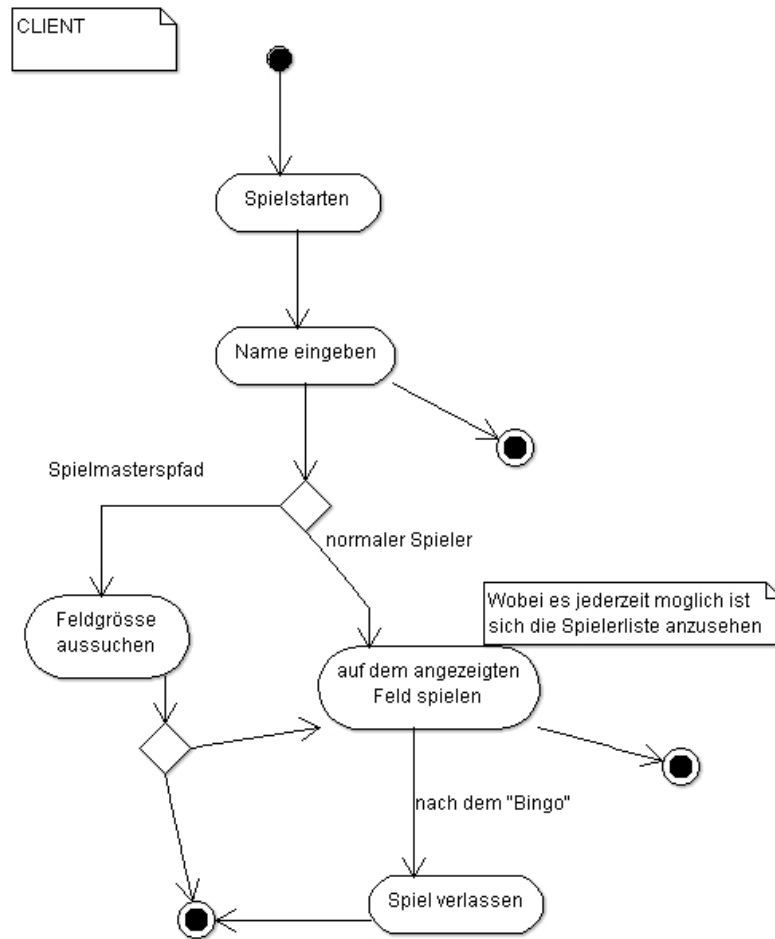 CLIENT
Spielstarten
Name eingeben
Spielmasterspfad
normaler Spieler
Feldgrösse
aussuchen
Wobei es jederzeit moglich ist
sich die Spielerliste anzusehen
auf dem angezeigten
Feld spielen
nach dem "Bingo"
Spiel verlassen